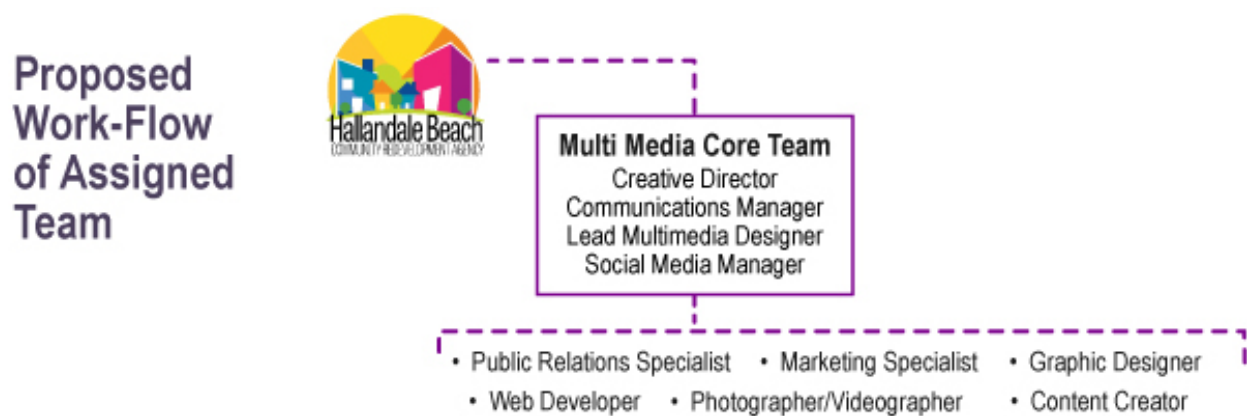 Proposed
Work-Flow
of Assigned
Team
Hallandale Beach
COMMUNITY REDEVELOPMENT AGENCY
Multi Media Core Team
Creative Director
Communications Manager
Lead Multimedia Designer
Social Media Manager
• Public Relations Specialist • Marketing Specialist • Graphic Designer
• Web Developer • Photographer/Videographer • Content Creator